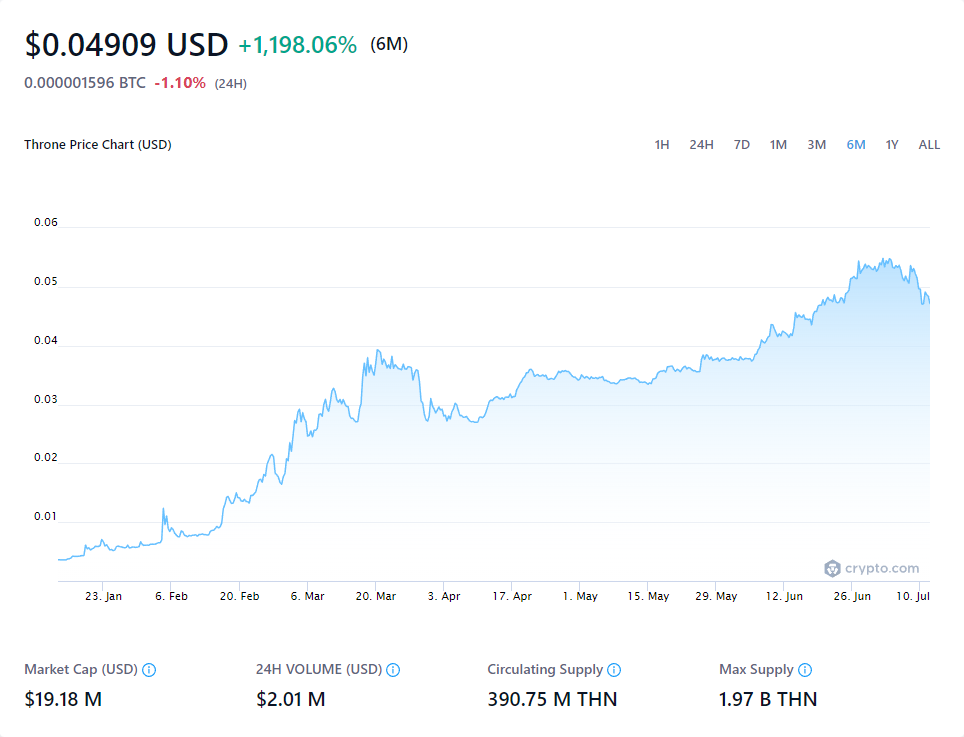 $0.04909 USD +1,198.06% (6M)
0.000001596 BTC -1.10% (24H)
Throne Price Chart (USD) 1H 24H 7D 1M 3M 6M 1Y ALL
0.06
0.05
0.04
0.03
0.02
0.01
crypto.com
23. Jan 6. Feb 20. Feb 6. Mar 20. Mar 3. Apr 17. Apr 1. May 15. May 29. May 12. Jun 26. Jun 10. Jul
Market Cap (USD) 24H VOLUME (USD) Circulating Supply Max Supply
$19.18 M $2.01 M 390.75 M THN 1.97 B THN